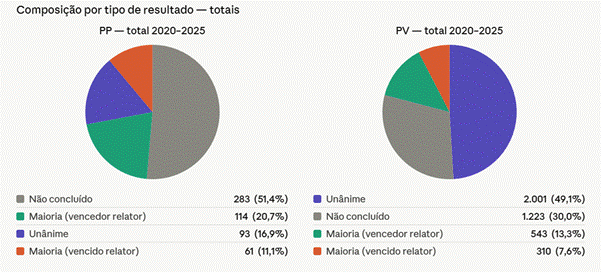 Composição por tipo de resultado — totais
PP — total 2020–2025
Não concluído 283 (51,4%)
Maioria (vencedor relator) 114 (20,7%)
Unânime 93 (16,9%)
Maioria (vencido relator) 61 (11,1%)
PV — total 2020–2025
Unânime 2.001 (49,1%)
Não concluído 1.223 (30,0%)
Maioria (vencedor relator) 543 (13,3%)
Maioria (vencido relator) 310 (7,6%)